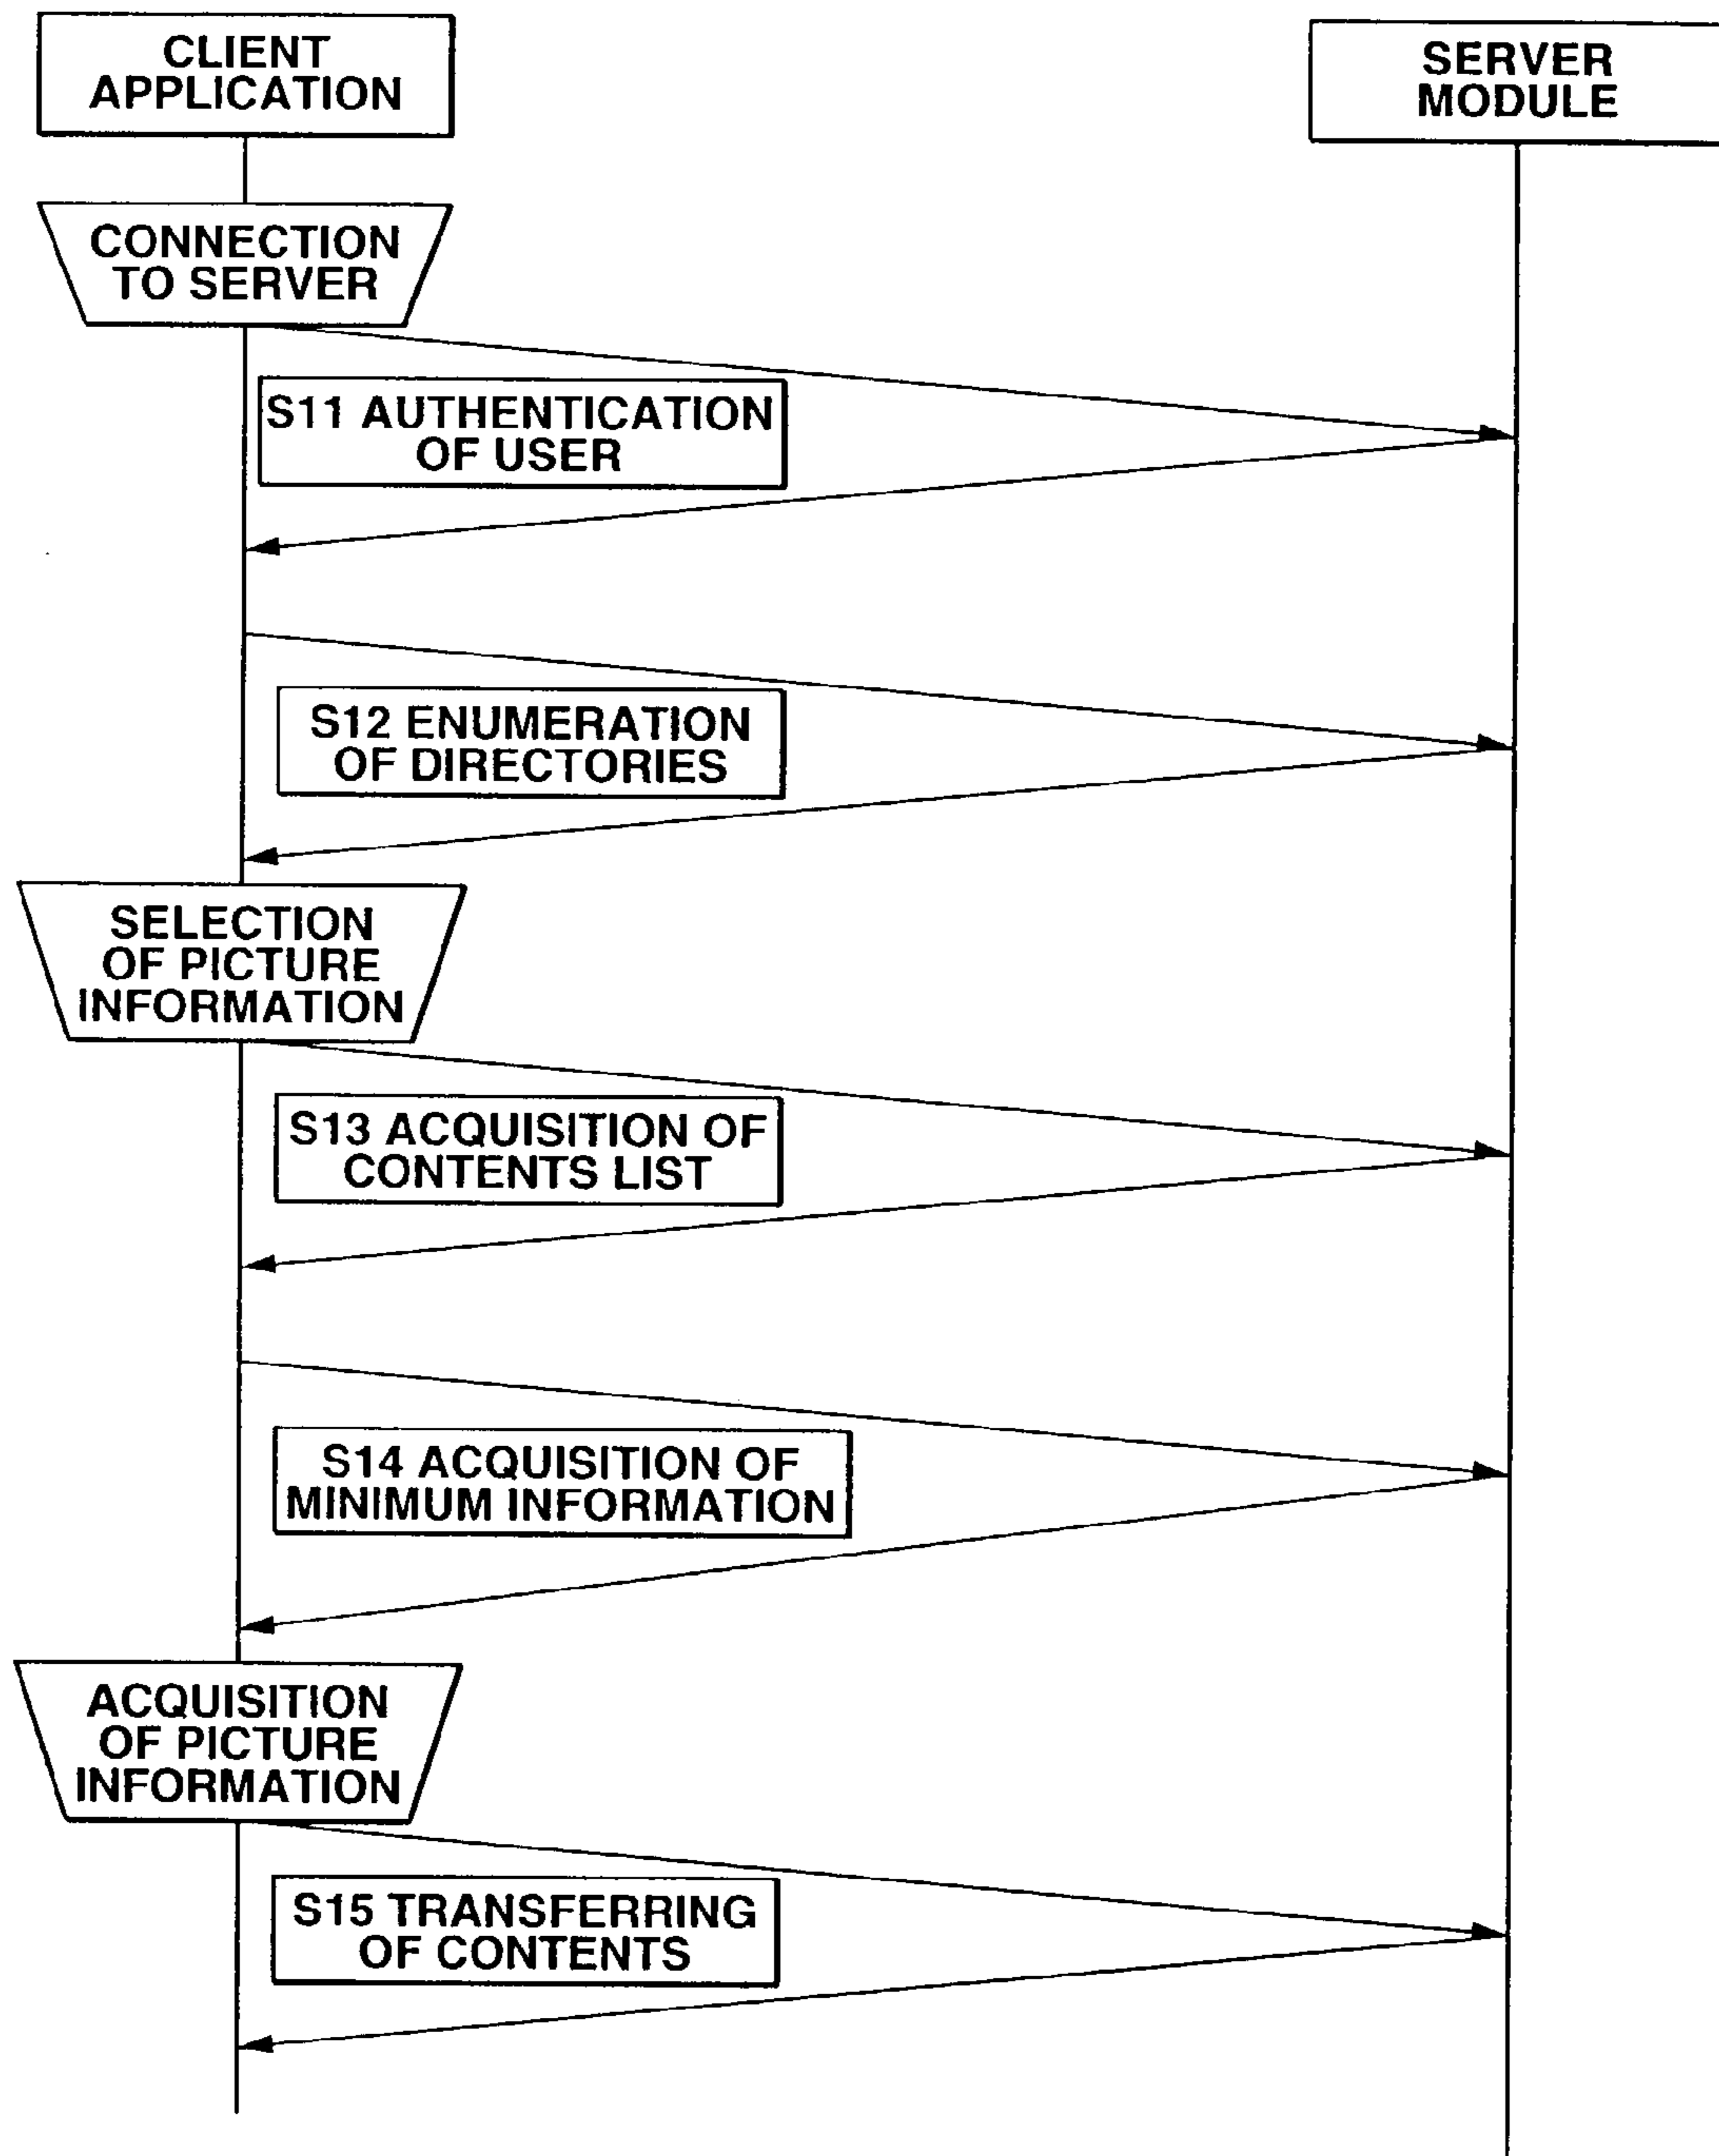 CLIENT
APPLICATION
SERVER
MODULE
CONNECTION
TO SERVER
S11 AUTHENTICATION
OF USER
S12 ENUMERATION
OF DIRECTORIES
SELECTION
OF PICTURE
INFORMATION
S13 ACQUISITION OF
CONTENTS LIST
S14 ACQUISITION OF
MINIMUM INFORMATION
ACQUISITION
OF PICTURE
INFORMATION
S15 TRANSFERRING
OF CONTENTS